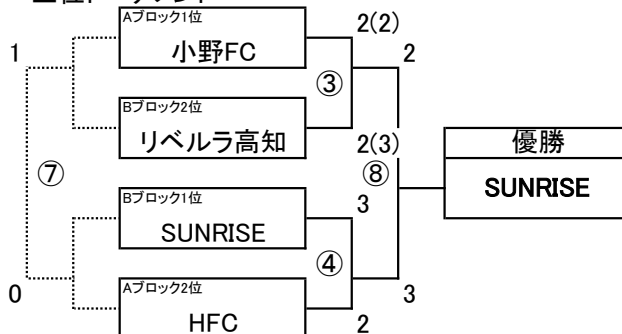 Aブロック1位
小野FC
2(2)
1
2
③
Bブロック2位
リベルラ高知
2(3)
優勝
⑦
⑧
SUNRISE
Bブロック1位
SUNRISE
3
④
Aブロック2位
HFC
0
3
2